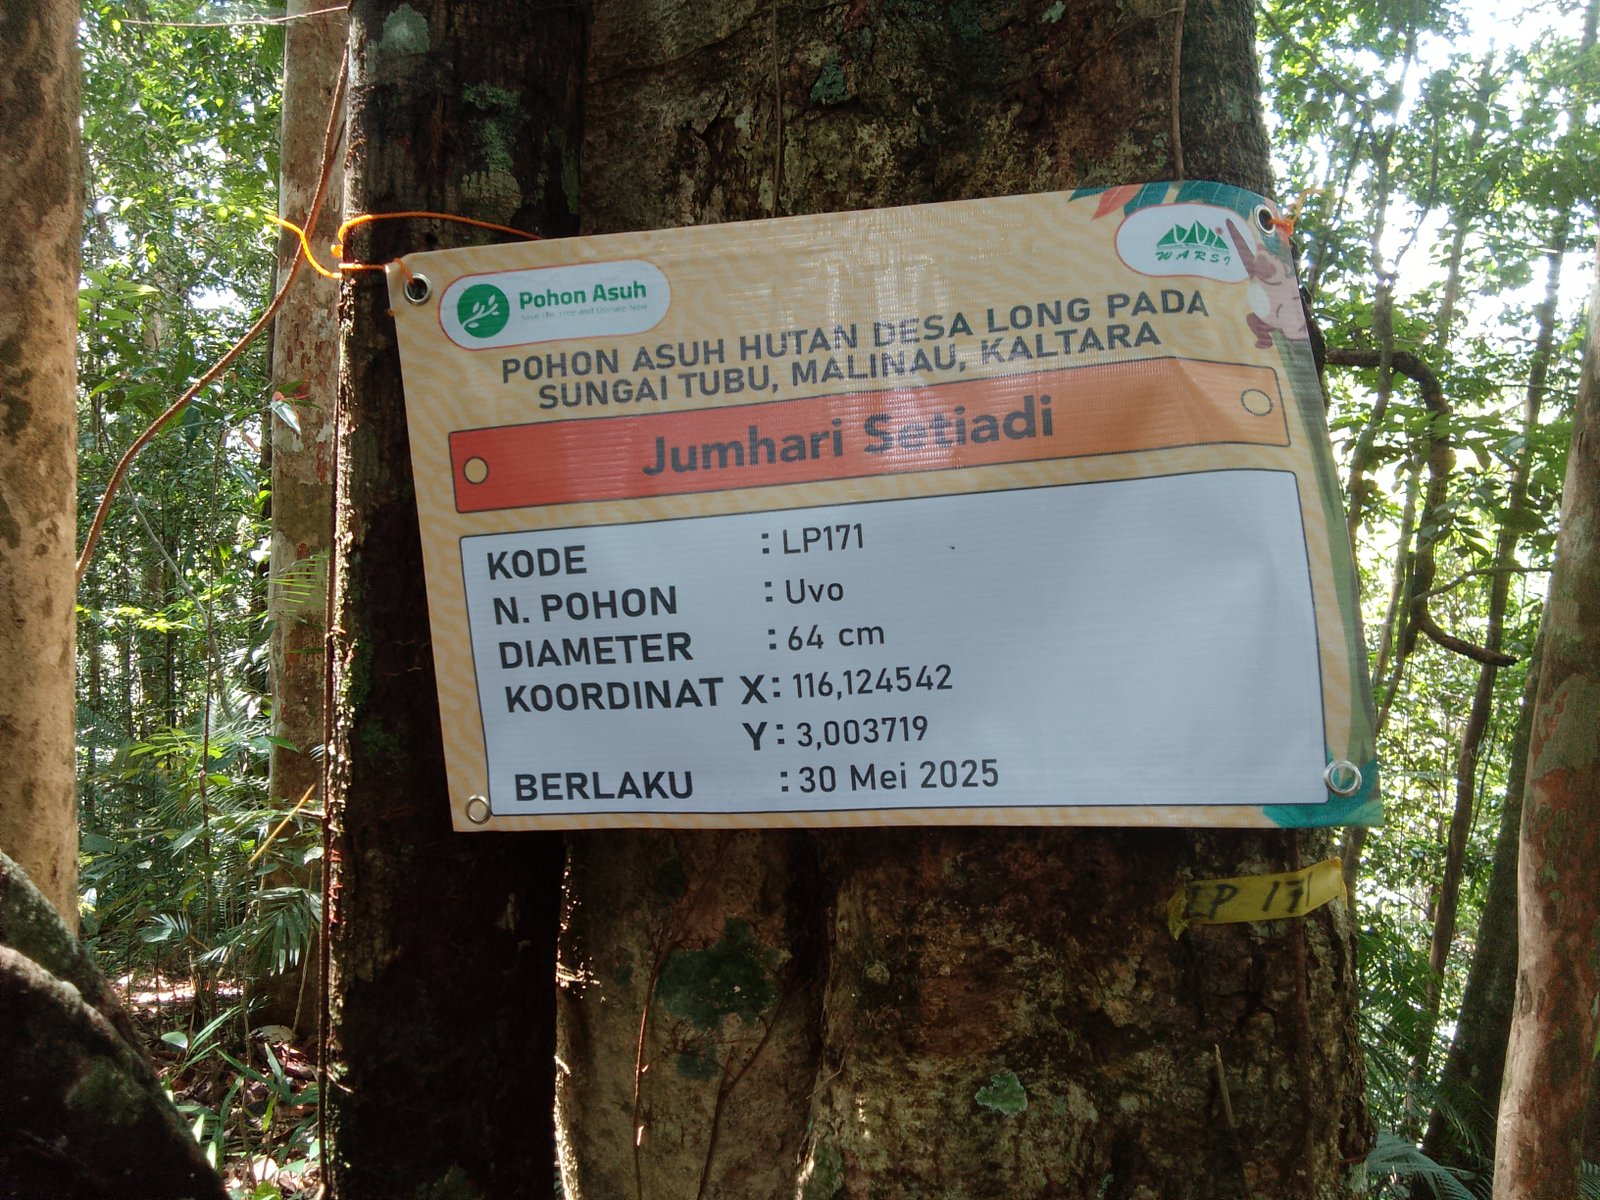 Pohon Asuh
Save The Tree and Donate Now
WARSI
POHON ASUH HUTAN DESA LONG PADA
SUNGAI TUBU, MALINAU, KALTARA
Jumhari Setiadi
KODE : LP171
N. POHON : Uvo
DIAMETER : 64 cm
KOORDINAT X : 116,124542
Y : 3,003719
BERLAKU : 30 Mei 2025
LP 171